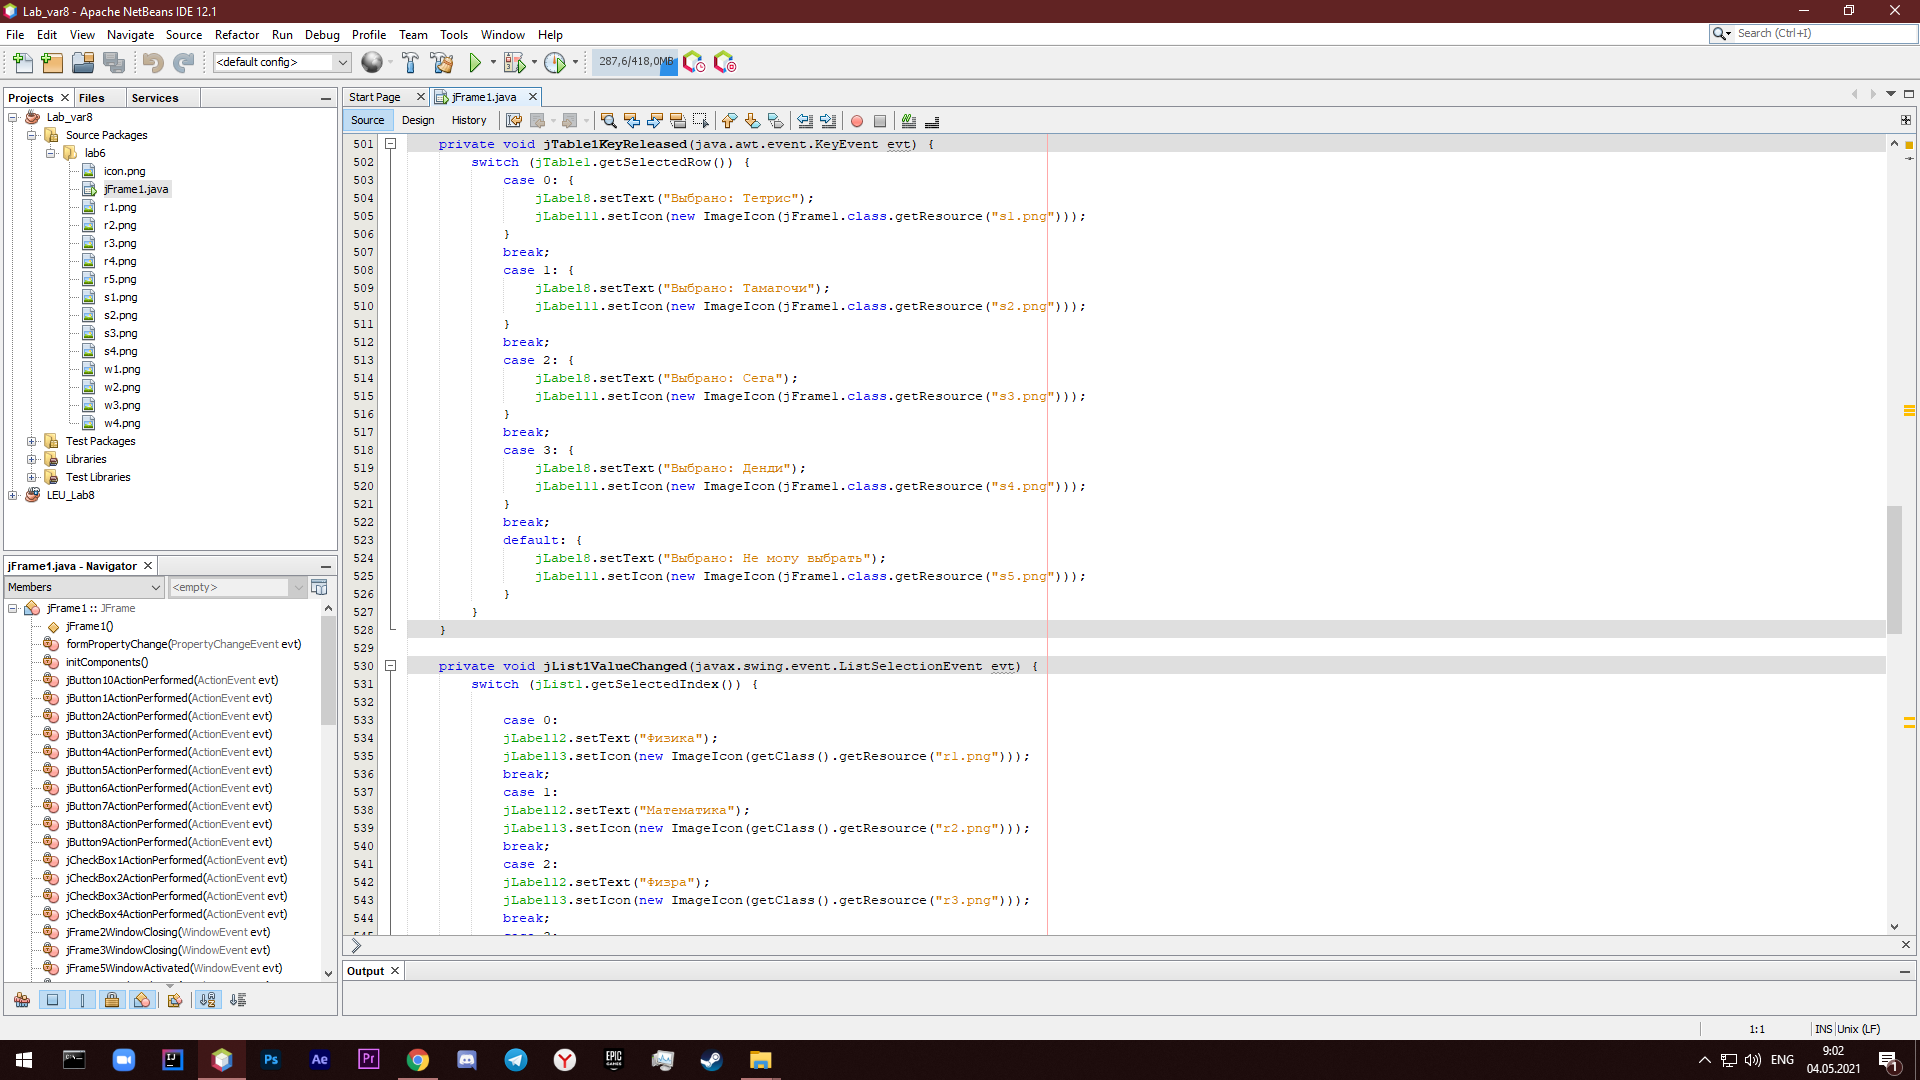 Lab_var8 - Apache NetBeans IDE 12.1
File Edit View Navigate Source Refactor Run Debug Profile Team Tools Window Help
Search (Ctrl+I)
<default config>
287,6/418,0MB
Projects Files Services
Lab_var8
Source Packages
lab6
icon.png
jFrame1.java
r1.png
r2.png
r3.png
r4.png
r5.png
s1.png
s2.png
s3.png
s4.png
w1.png
w2.png
w3.png
w4.png
Test Packages
Libraries
Test Libraries
LEU_Lab8
jFrame1.java - Navigator
Members <empty>
jFrame1 :: JFrame
jFrame1()
formPropertyChange(PropertyChangeEvent evt)
initComponents()
jButton10ActionPerformed(ActionEvent evt)
jButton1ActionPerformed(ActionEvent evt)
jButton2ActionPerformed(ActionEvent evt)
jButton3ActionPerformed(ActionEvent evt)
jButton4ActionPerformed(ActionEvent evt)
jButton5ActionPerformed(ActionEvent evt)
jButton6ActionPerformed(ActionEvent evt)
jButton7ActionPerformed(ActionEvent evt)
jButton8ActionPerformed(ActionEvent evt)
jButton9ActionPerformed(ActionEvent evt)
jCheckBox1ActionPerformed(ActionEvent evt)
jCheckBox2ActionPerformed(ActionEvent evt)
jCheckBox3ActionPerformed(ActionEvent evt)
jCheckBox4ActionPerformed(ActionEvent evt)
jFrame2WindowClosing(WindowEvent evt)
jFrame3WindowClosing(WindowEvent evt)
jFrame5WindowActivated(WindowEvent evt)
Start Page jFrame1.java
Source Design History
501 private void jTable1KeyReleased(java.awt.event.KeyEvent evt) {
502 switch (jTable1.getSelectedRow()) {
503 case 0: {
504 jLabel8.setText("Выбрано: Тетрис");
505 jLabel11.setIcon(new ImageIcon(jFrame1.class.getResource("s1.png")));
506 }
507 break;
508 case 1: {
509 jLabel8.setText("Выбрано: Тамагочи");
510 jLabel11.setIcon(new ImageIcon(jFrame1.class.getResource("s2.png")));
511 }
512 break;
513 case 2: {
514 jLabel8.setText("Выбрано: Сега");
515 jLabel11.setIcon(new ImageIcon(jFrame1.class.getResource("s3.png")));
516 }
517 break;
518 case 3: {
519 jLabel8.setText("Выбрано: Денди");
520 jLabel11.setIcon(new ImageIcon(jFrame1.class.getResource("s4.png")));
521 }
522 break;
523 default: {
524 jLabel8.setText("Выбрано: Не могу выбрать");
525 jLabel11.setIcon(new ImageIcon(jFrame1.class.getResource("s5.png")));
526 }
527 }
528 }
529
530 private void jList1ValueChanged(javax.swing.event.ListSelectionEvent evt) {
531 switch (jList1.getSelectedIndex()) {
532
533 case 0:
534 jLabel12.setText("Физика");
535 jLabel13.setIcon(new ImageIcon(getClass().getResource("r1.png")));
536 break;
537 case 1:
538 jLabel12.setText("Математика");
539 jLabel13.setIcon(new ImageIcon(getClass().getResource("r2.png")));
540 break;
541 case 2:
542 jLabel12.setText("Физра");
543 jLabel13.setIcon(new ImageIcon(getClass().getResource("r3.png")));
544 break;
Output
1:1 INS Unix (LF)
Ps Ae Pr
EPIC GAMES
ENG
9:02
04.05.2021
1